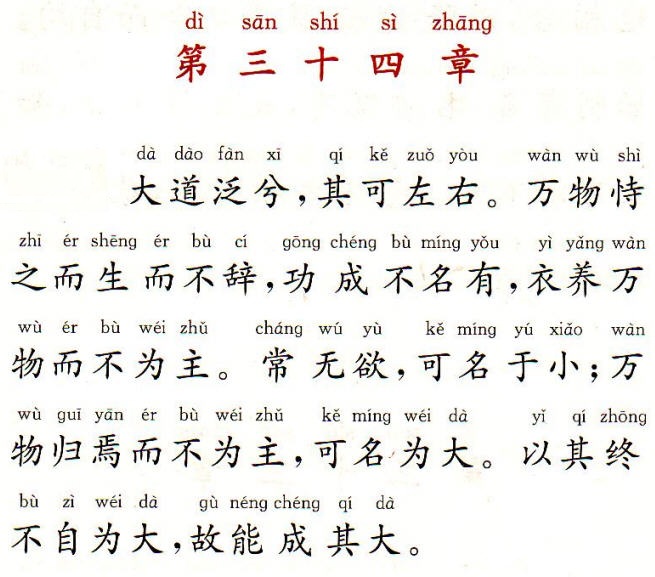 dì sān shí sì zhāng
第三十四章
dà dào fàn xī qí kě zuǒ yòu wàn wù shì
大道泛兮，其可左右。万物恃
zhī ér shēng ér bù cí gōng chéng bù míng yǒu yì yǎng wàn
之而生而不辞，功成不名有，衣养万
wù ér bù wéi zhǔ cháng wú yù kě míng yú xiǎo wàn
物而不为主。常无欲，可名于小；万
wù guī yān ér bù wéi zhǔ kě míng wéi dà yǐ qí zhōng
物归焉而不为主，可名为大。以其终
bù zì wéi dà gù néng chéng qí dà
不自为大，故能成其大。